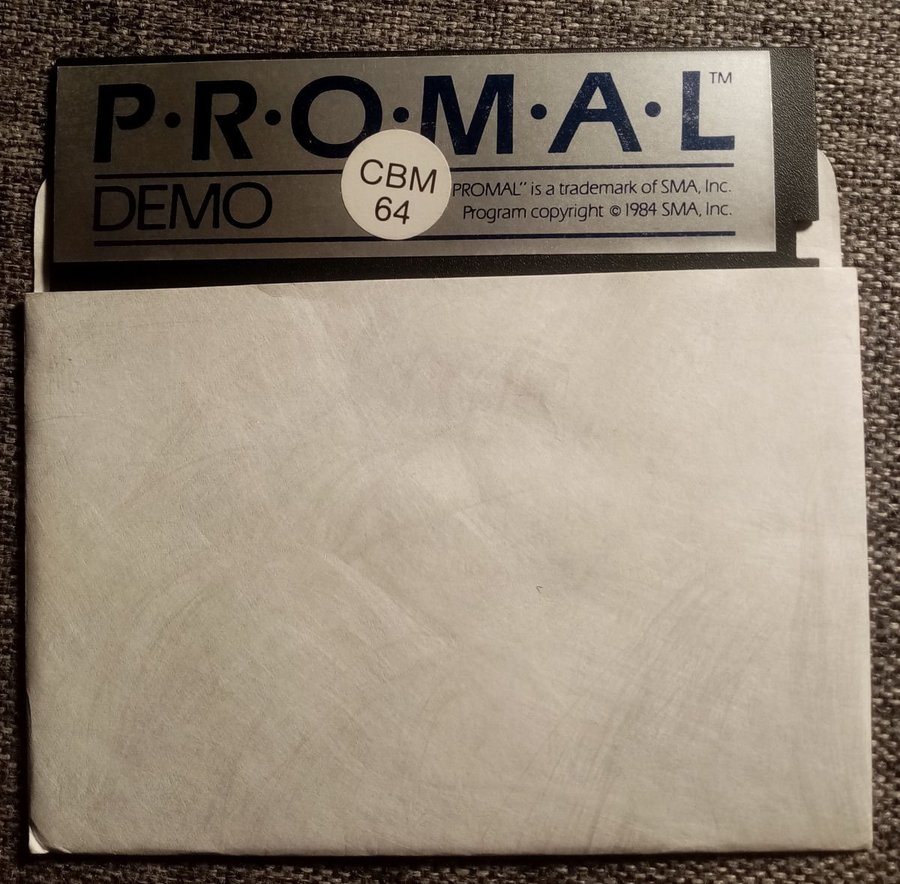 P·R·O·M·A·L™
DEMO
CBM
64
PROMAL" is a trademark of SMA, Inc.
Program copyright © 1984 SMA, Inc.